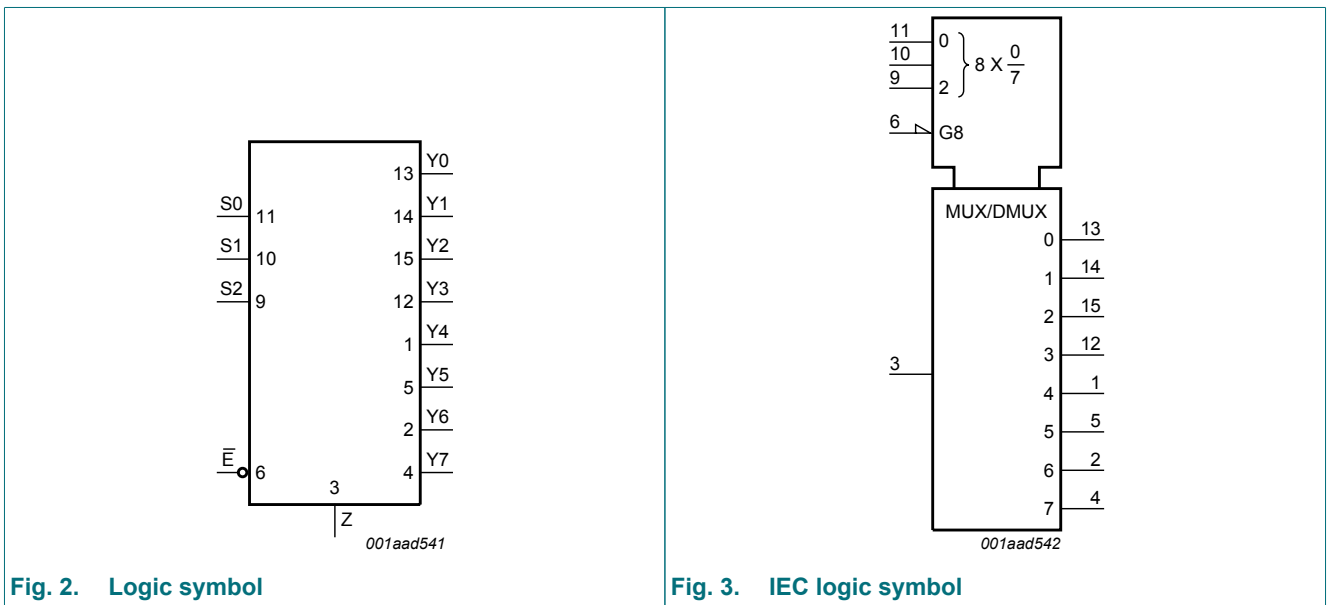 Y0
13
S0 Y1
11 14
S1 Y2
10 15
S2 Y3
9 12
Y4
1
Y5
5
Y6
2
E̅ Y7
6 4
3
Z
001aad541
Fig. 2. Logic symbol
11
0
10
8 X 0/7
9
2
6
G8
MUX/DMUX
13
0
14
1
15
2
12
3
3
1
4
5
5
2
6
4
7
001aad542
Fig. 3. IEC logic symbol